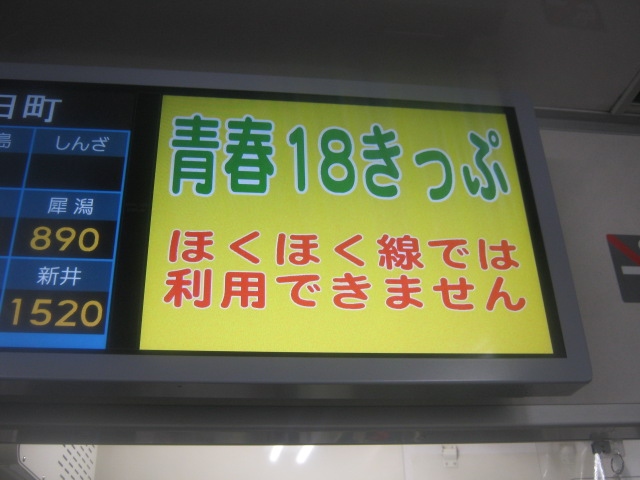 日町
島 しんざ
犀潟
890
新井
1520
青春18きっぷ
ほくほく線では
利用できません